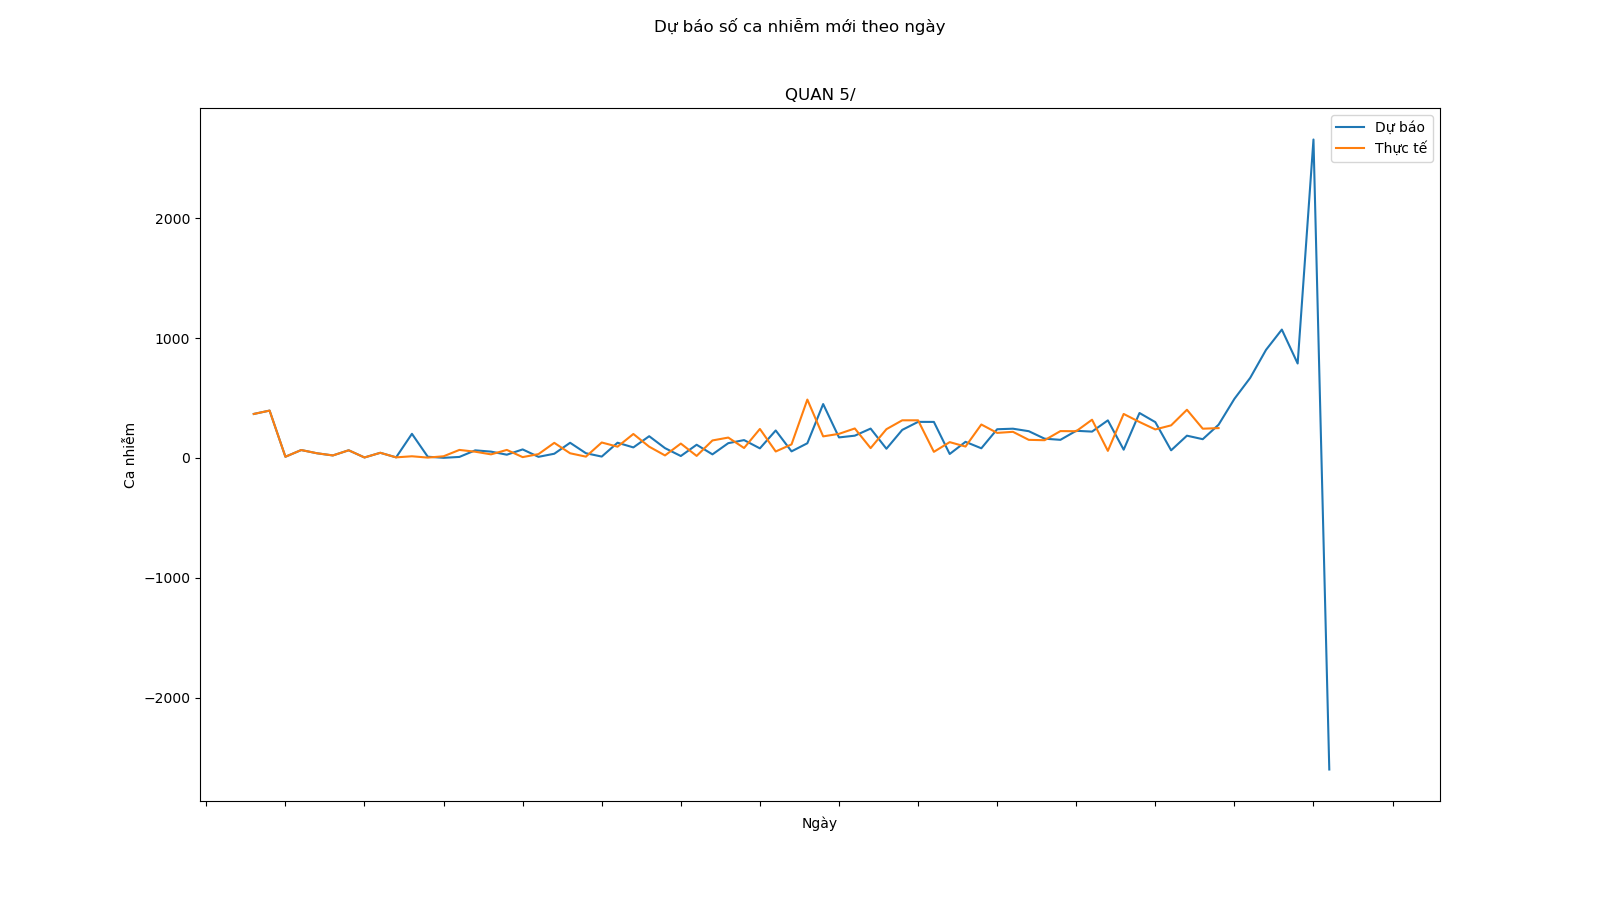 Dự báo số ca nhiễm mới theo ngày
QUAN 5/
Dự báo
Thực tế
2000
1000
0
−1000
−2000
Ca nhiễm
Ngày